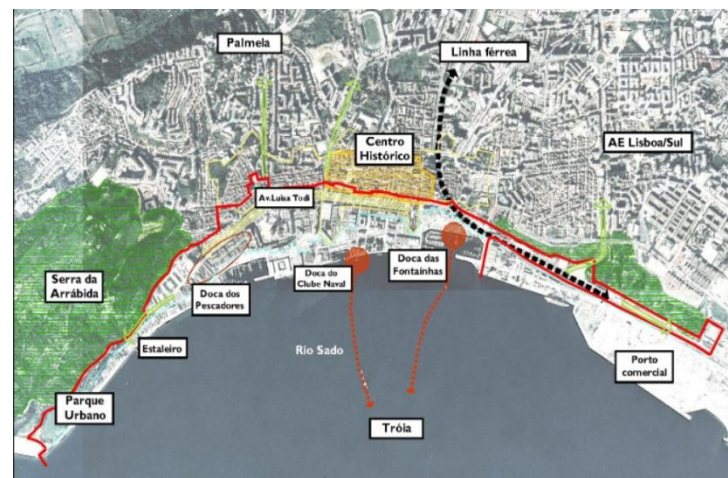 Palmela
Linha férrea
Centro
Histórico
AE Lisboa/Sul
Av.Luisa Todi
Serra da
Arrábida
Doca dos
Pescadores
Doca do
Clube Naval
Doca das
Fontaínhas
Estaleiro
Rio Sado
Porto
comercial
Parque
Urbano
Tróia